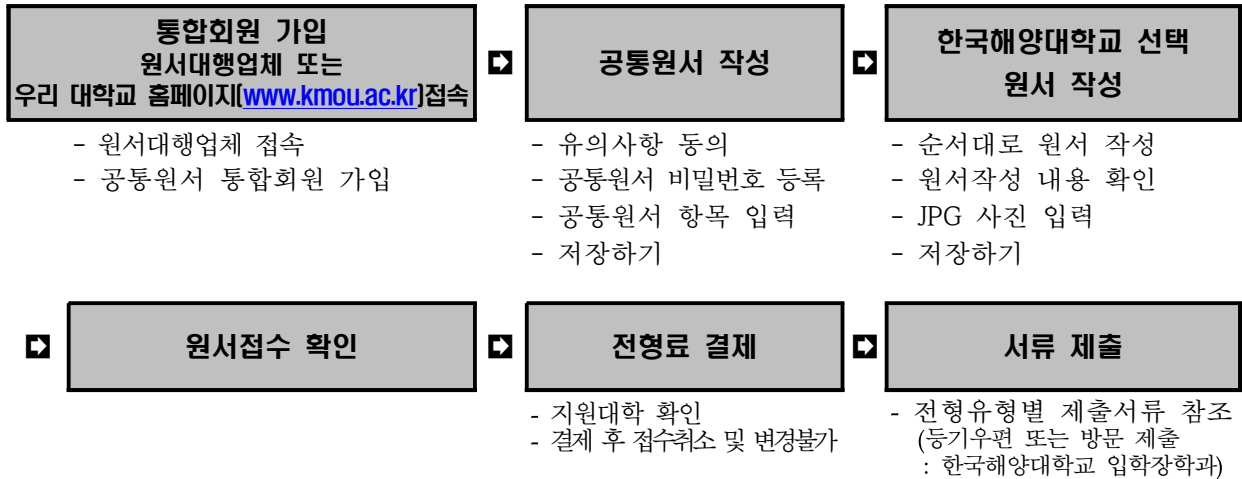 통합회원 가입
원서대행업체 또는
우리 대학교 홈페이지(www.kmou.ac.kr)접속
- 원서대행업체 접속
- 공통원서 통합회원 가입
공통원서 작성
- 유의사항 동의
- 공통원서 비밀번호 등록
- 공통원서 항목 입력
- 저장하기
한국해양대학교 선택
원서 작성
- 순서대로 원서 작성
- 원서작성 내용 확인
- JPG 사진 입력
- 저장하기
원서접수 확인
전형료 결제
- 지원대학 확인
- 결제 후 접수취소 및 변경불가
서류 제출
- 전형유형별 제출서류 참조
(등기우편 또는 방문 제출
: 한국해양대학교 입학장학과)